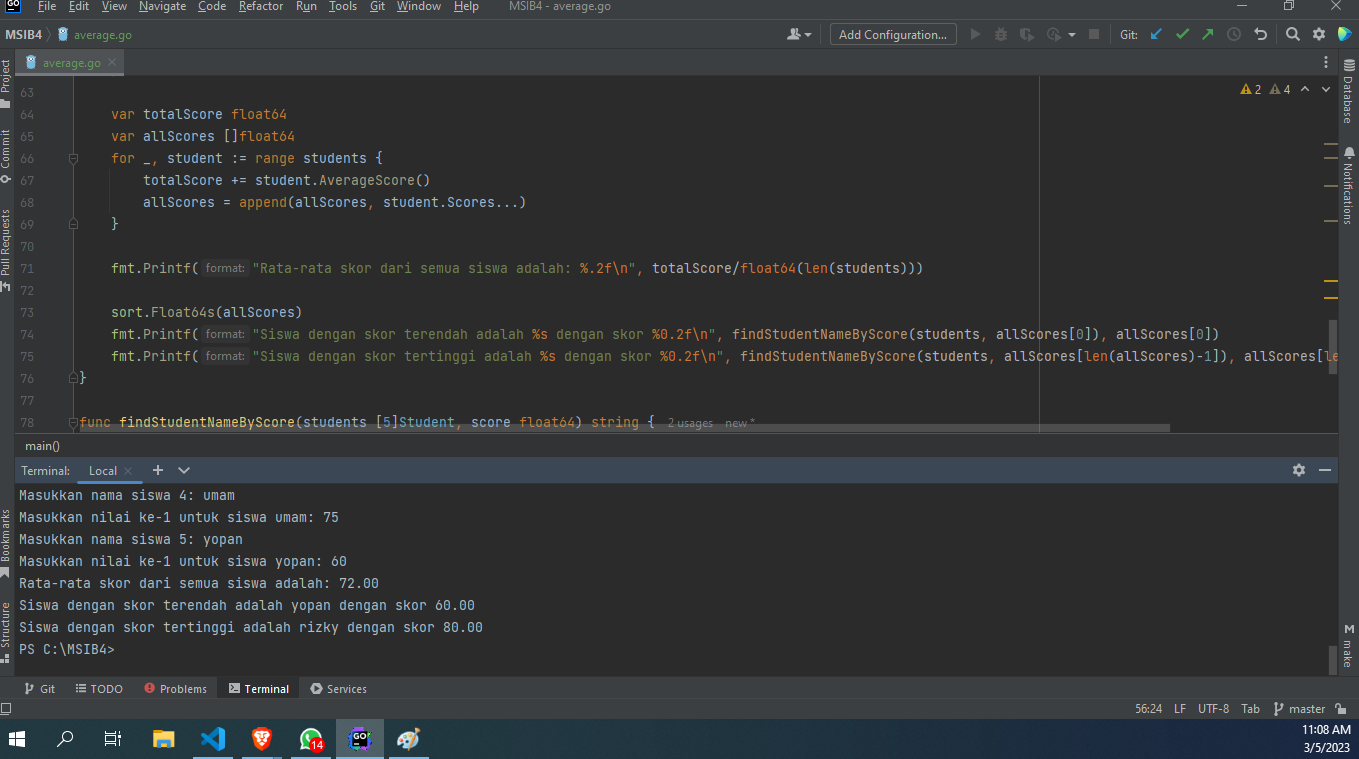 GO File Edit View Navigate Code Refactor Run Tools Git Window Help MSIB4 - average.go
MSIB4 average.go Add Configuration... Git:
average.go
Project
Commit
Pull Requests
Bookmarks
Structure
Database
Notifications
make
2 4
63
64 var totalScore float64
65 var allScores []float64
66 for _, student := range students {
67 totalScore += student.AverageScore()
68 allScores = append(allScores, student.Scores...)
69 }
70
71 fmt.Printf( format: "Rata-rata skor dari semua siswa adalah: %.2f\n", totalScore/float64(len(students)))
72
73 sort.Float64s(allScores)
74 fmt.Printf( format: "Siswa dengan skor terendah adalah %s dengan skor %0.2f\n", findStudentNameByScore(students, allScores[0]), allScores[0])
75 fmt.Printf( format: "Siswa dengan skor tertinggi adalah %s dengan skor %0.2f\n", findStudentNameByScore(students, allScores[len(allScores)-1]), allScores[le
76 }
77
78 func findStudentNameByScore(students [5]Student, score float64) string { 2 usages new *
main()
Terminal: Local
Masukkan nama siswa 4: umam
Masukkan nilai ke-1 untuk siswa umam: 75
Masukkan nama siswa 5: yopan
Masukkan nilai ke-1 untuk siswa yopan: 60
Rata-rata skor dari semua siswa adalah: 72.00
Siswa dengan skor terendah adalah yopan dengan skor 60.00
Siswa dengan skor tertinggi adalah rizky dengan skor 80.00
PS C:\MSIB4>
Git TODO Problems Terminal Services
56:24 LF UTF-8 Tab master
14 GO
11:08 AM
3/5/2023